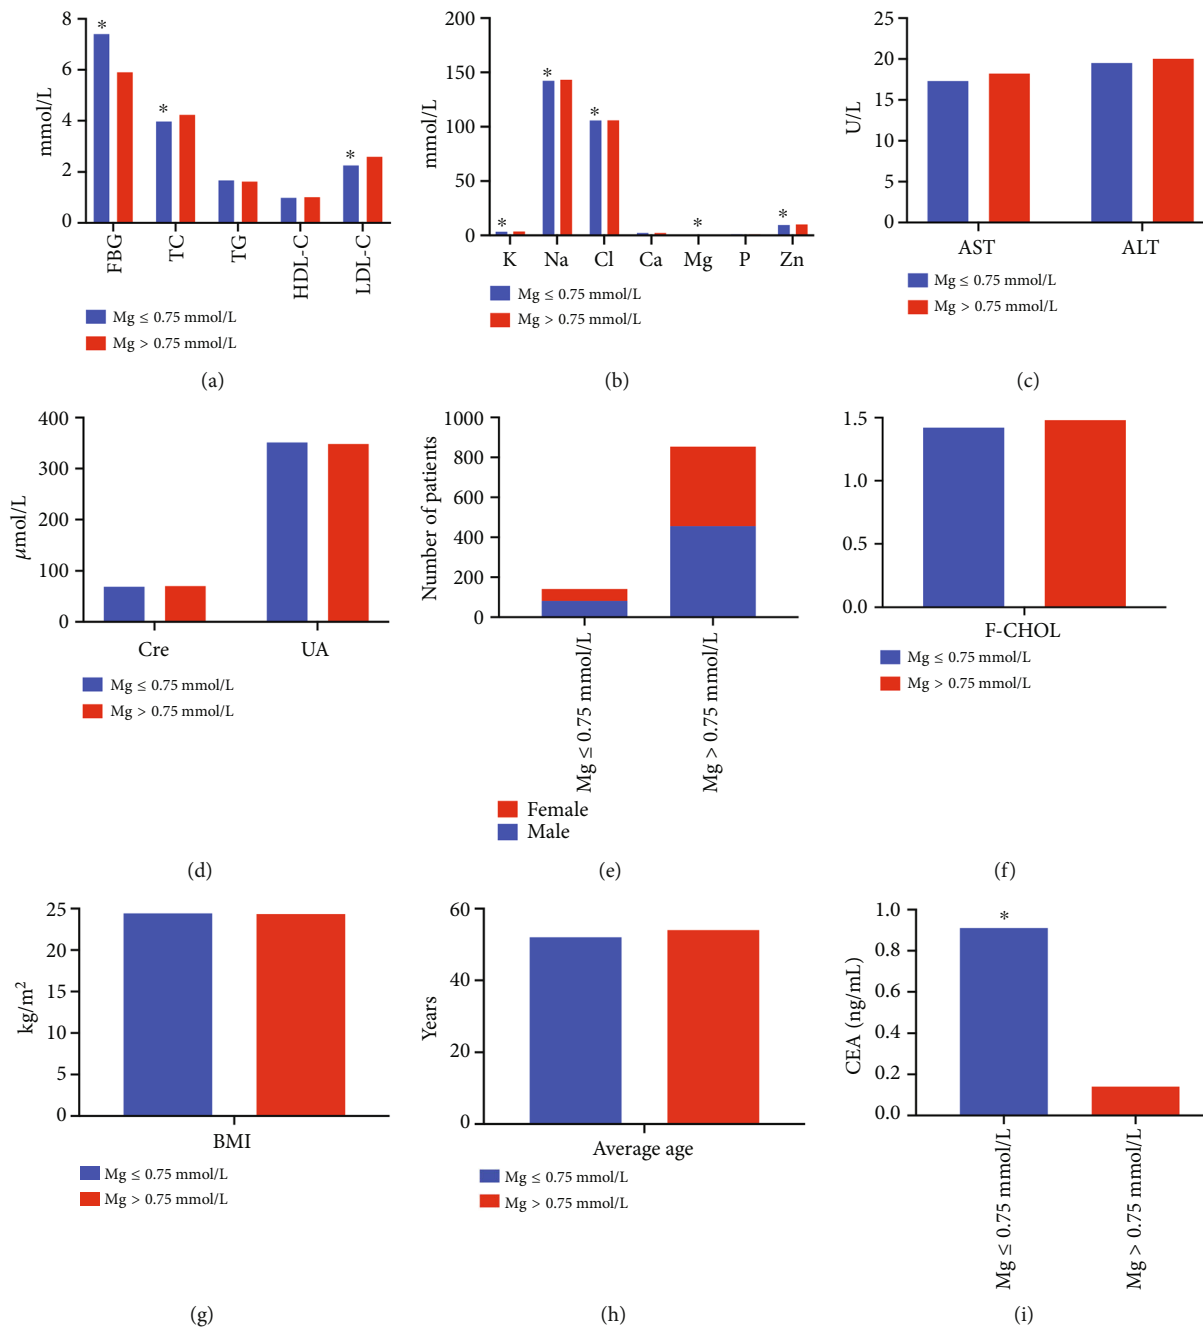 8
6
4
2
0
mmol/L
*
*
*
FBG
TC
TG
HDL-C
LDL-C
Mg ≤ 0.75 mmol/L
Mg > 0.75 mmol/L
(a)
200
150
100
50
0
mmol/L
*
*
*
*
*
K Na Cl Ca Mg P Zn
Mg ≤ 0.75 mmol/L
Mg > 0.75 mmol/L
(b)
25
20
15
10
5
0
U/L
AST ALT
Mg ≤ 0.75 mmol/L
Mg > 0.75 mmol/L
(c)
400
300
200
100
0
μmol/L
Cre UA
Mg ≤ 0.75 mmol/L
Mg > 0.75 mmol/L
(d)
1000
800
600
400
200
0
Number of patients
Mg ≤ 0.75 mmol/L
Mg > 0.75 mmol/L
Female
Male
(e)
1.5
1.0
0.5
0.0
F-CHOL
Mg ≤ 0.75 mmol/L
Mg > 0.75 mmol/L
(f)
25
20
15
10
5
0
kg/m²
BMI
Mg ≤ 0.75 mmol/L
Mg > 0.75 mmol/L
(g)
60
40
20
0
Years
Average age
Mg ≤ 0.75 mmol/L
Mg > 0.75 mmol/L
(h)
1.0
0.8
0.6
0.4
0.2
0.0
CEA (ng/mL)
*
Mg ≤ 0.75 mmol/L
Mg > 0.75 mmol/L
(i)